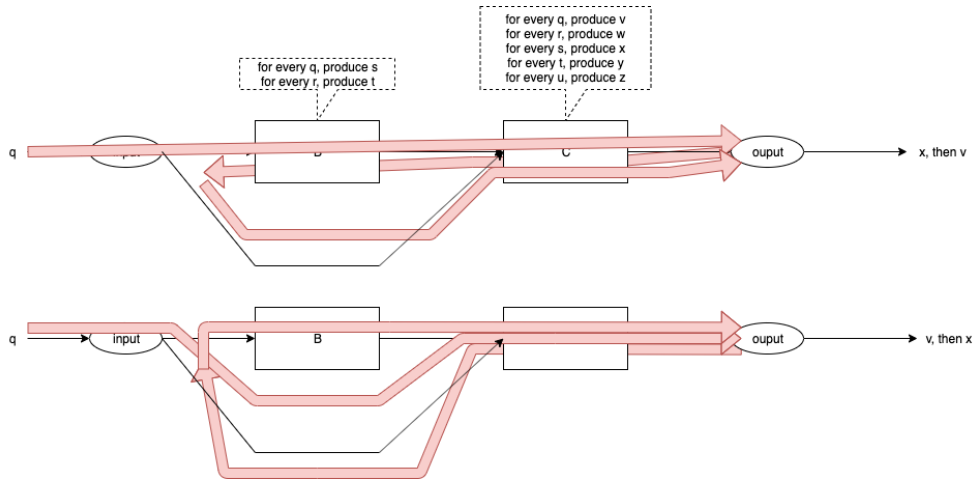 for every q, produce v
for every r, produce w
for every s, produce x
for every t, produce y
for every u, produce z
for every q, produce s
for every r, produce t
q
B
C
ouput
x, then v
q
input
B
ouput
v, then x